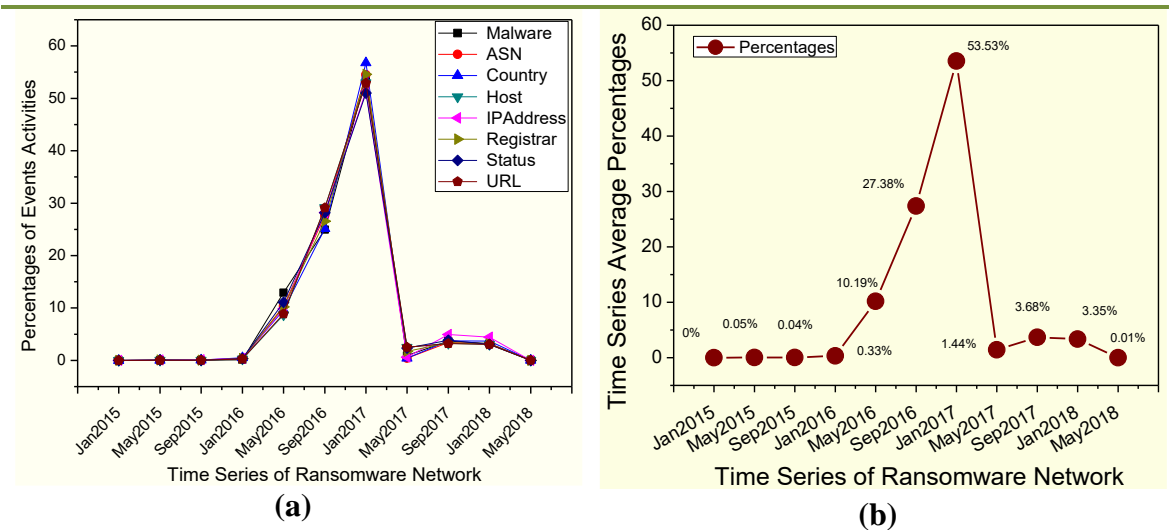 60
50
40
30
20
10
0
Percentages of Events Activities
Malware
ASN
Country
Host
IPAddress
Registrar
Status
URL
Jan2015
May2015
Sep2015
Jan2016
May2016
Sep2016
Jan2017
May2017
Sep2017
Jan2018
May2018
Time Series of Ransomware Network
(a)
60
50
40
30
20
10
0
Time Series Average Percentages
Percentages
0%
0.05%
0.04%
0.33%
10.19%
27.38%
53.53%
1.44%
3.68%
3.35%
0.01%
Jan2015
May2015
Sep2015
Jan2016
May2016
Sep2016
Jan2017
May2017
Sep2017
Jan2018
May2018
Time Series of Ransomware Network
(b)